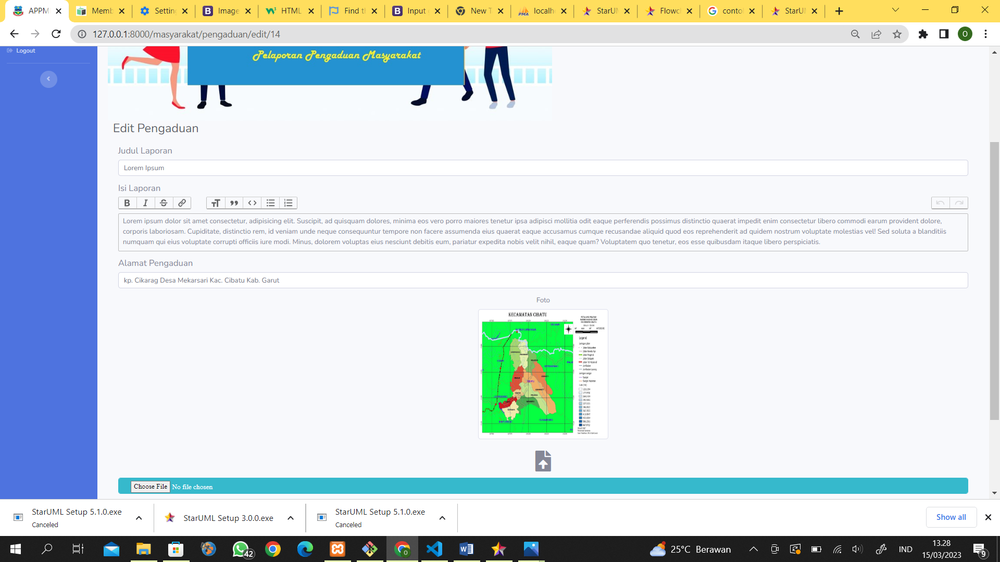 APPM
Memb
Setting
Image
HTML
Find th
Input
New T
localh
StarUM
Flowch
conto
StarUM
127.0.0.1:8000/masyarakat/pengaduan/edit/14
O
Logout
Pelaporan Pengaduan Masyarakat
Edit Pengaduan
Judul Laporan
Lorem Ipsum
Isi Laporan
Lorem ipsum dolor sit amet consectetur, adipisicing elit. Suscipit, ad quisquam dolores, minima eos vero porro maiores tenetur ipsa adipisci mollitia odit eaque perferendis possimus distinctio quaerat impedit enim consectetur libero commodi earum provident dolore,
corporis laboriosam. Cupiditate, distinctio rem, id veniam unde neque consequuntur tempore non facere assumenda eius quaerat eaque accusamus cumque recusandae aliquid quod eos reprehenderit ad quidem nostrum voluptate molestias vel! Sed soluta a blanditiis
numquam qui eius voluptate corrupti officiis iure modi. Minus, dolorem voluptas eius nesciunt debitis eum, pariatur expedita nobis velit nihil, eaque quam? Voluptatem quo tenetur, eos esse quibusdam itaque libero perspiciatis.
Alamat Pengaduan
kp. Cikarag Desa Mekarsari Kac. Cibatu Kab. Garut
Foto
KECAMATAN CIBATU
Legend
CIBATU
Choose File No file chosen
StarUML Setup 5.1.0.exe
Canceled
StarUML Setup 3.0.0.exe
StarUML Setup 5.1.0.exe
Canceled
Show all
42
25°C Berawan
IND
13.28
15/03/2023
9